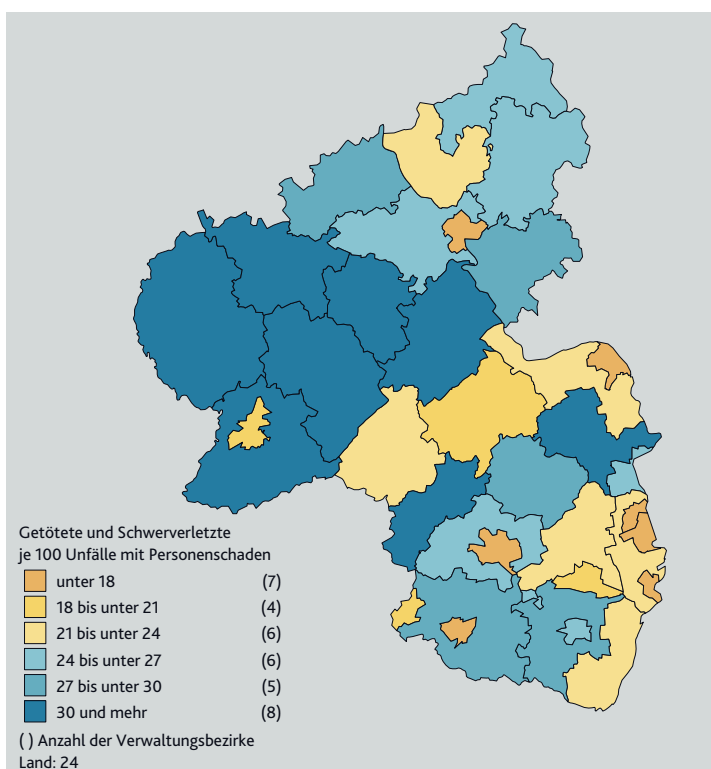 Getötete und Schwerverletzte
je 100 Unfälle mit Personenschaden
unter 18 (7)
18 bis unter 21 (4)
21 bis unter 24 (6)
24 bis unter 27 (6)
27 bis unter 30 (5)
30 und mehr (8)
( ) Anzahl der Verwaltungsbezirke
Land: 24